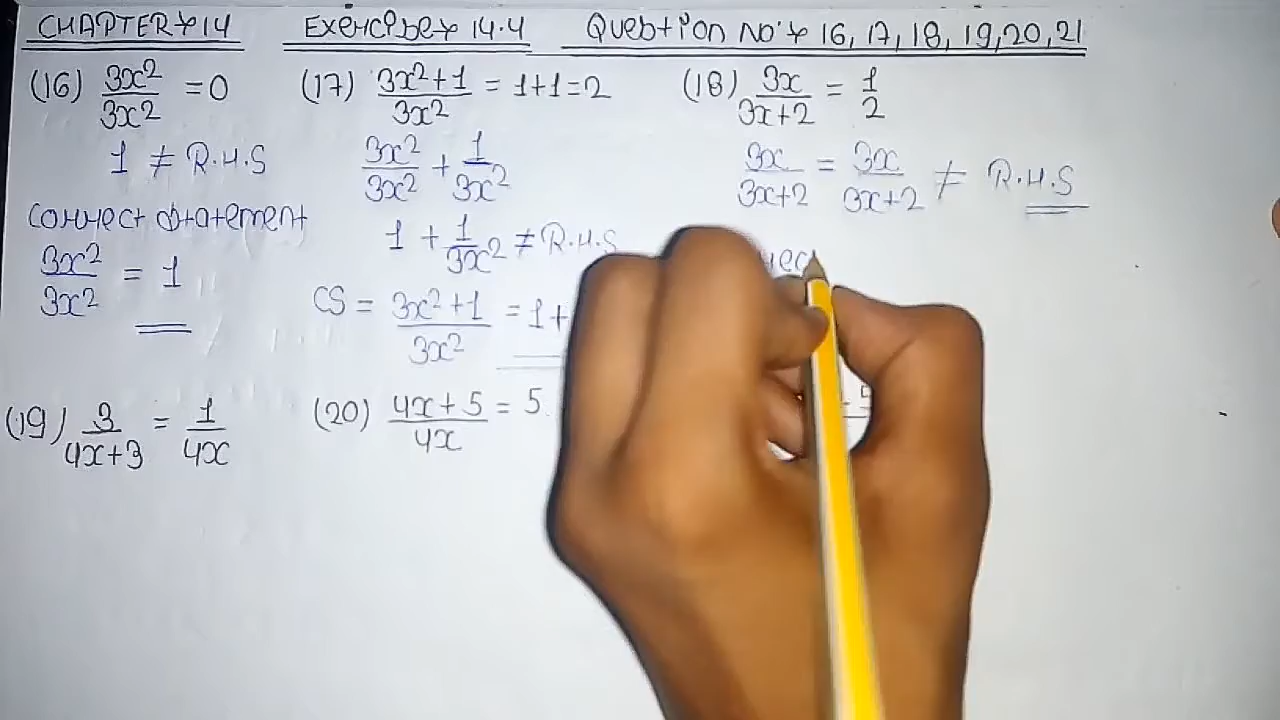 CHAPTER → 14 Exercise → 14.4 Question No → 16, 17, 18, 19, 20, 21
(16) 3x²/3x² = 0 (17) 3x²+1/3x² = 1+1=2 (18) 3x/3x+2 = 1/2
1 ≠ R.H.S 3x²/3x² + 1/3x² 3x/3x+2 = 3x/3x+2 ≠ R.H.S
Correct statement 1 + 1/3x² ≠ R.H.S
3x²/3x² = 1 CS = 3x²+1/3x² = 1+
(19) 3/4x+3 = 1/4x (20) 4x+5/4x = 5